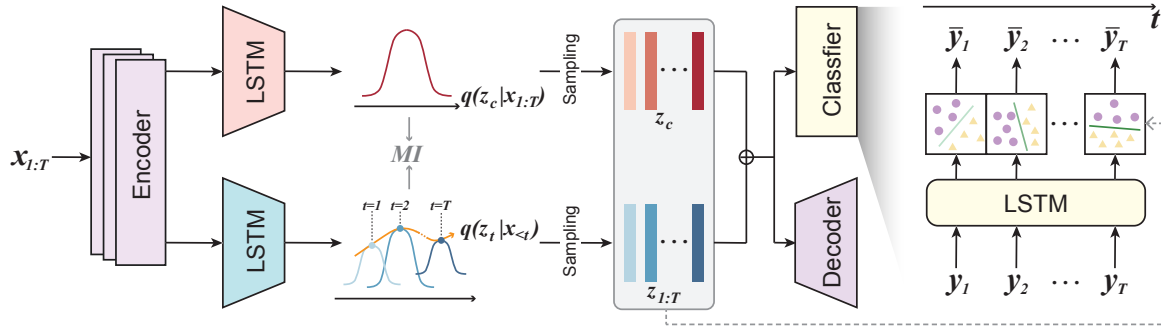 x1:T
Encoder
LSTM
LSTM
q(zc|x1:T)
MI
t=1
t=2
t=T
q(zt|x<t)
Sampling
Sampling
...
zc
...
z1:T
Classfier
Decoder
t
ȳ1
ȳ2
...
ȳT
...
LSTM
y1
y2
...
yT